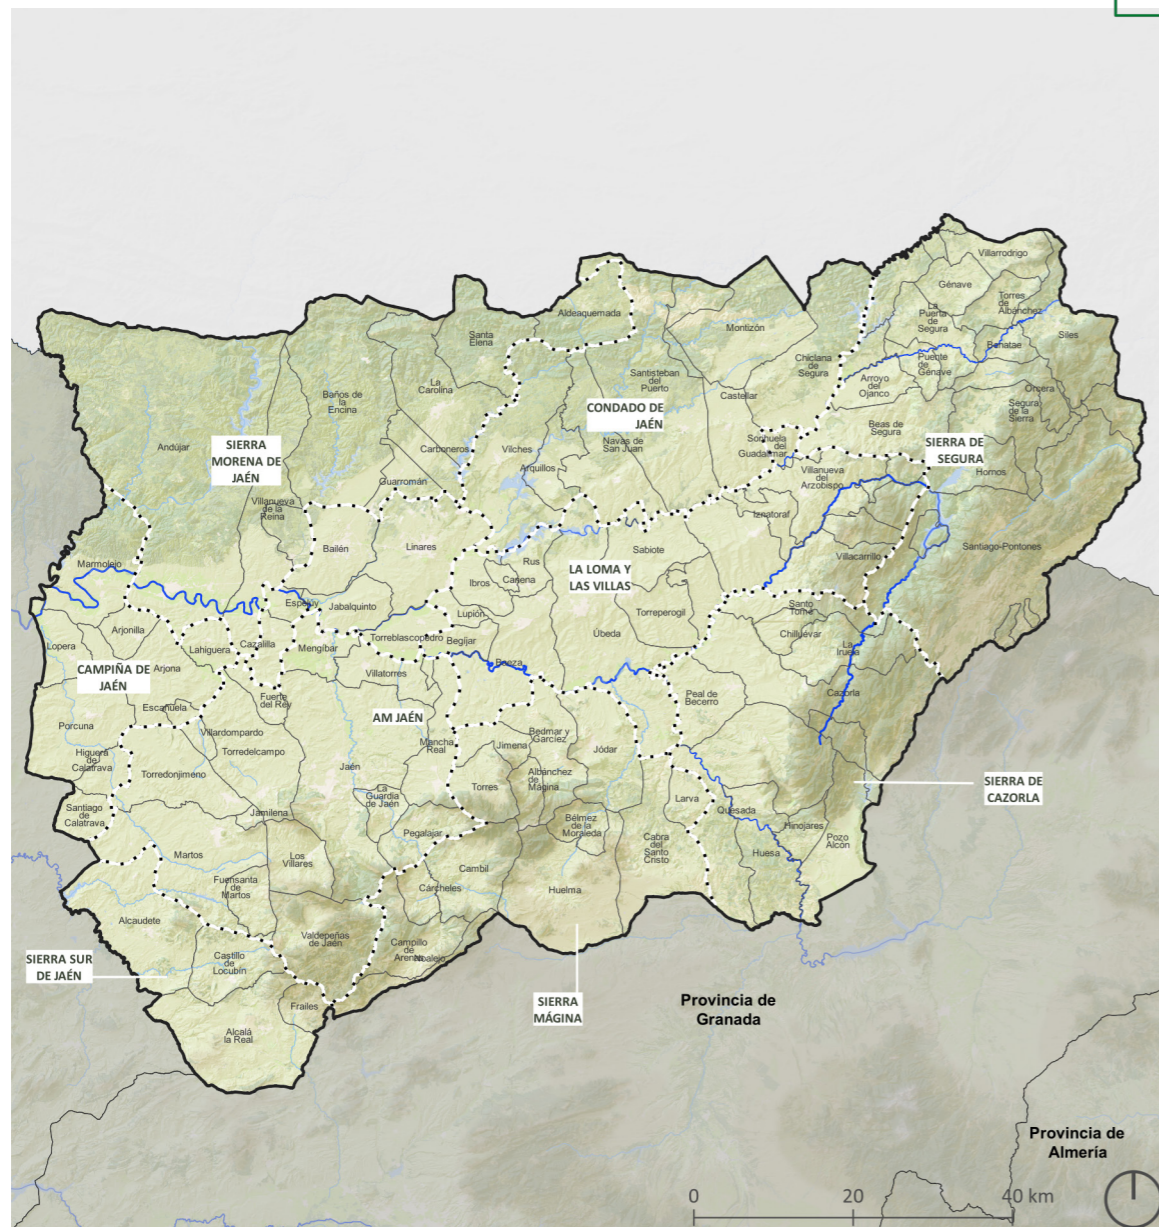 Villarrodrigo
Génave
Torres
de
Albánchez
La
Puerta
de
Segura
Siles
Benatae
Puente
de
Génave
Aldeaquemada
Montizón
Santa
Elena
Chiclana
de
Segura
Santisteban
del
Puerto
Castellar
Arroyo
del
Ojanco
Orcera
Segura
de la
Sierra
La
Carolina
Baños de
la
Encina
CONDADO DE
JAÉN
Beas de
Segura
Andújar
SIERRA
MORENA DE
JAÉN
Carboneros
Vilches
Navas de
San Juan
Sorihuela
del
Guadalimar
SIERRA DE
SEGURA
Arquillos
Villanueva
del
Arzobispo
Hornos
Guarromán
Villanueva
de la
Reina
Iznatoraf
Bailén
Linares
Sabiote
Santiago-Pontones
Villacarrillo
Rus
LA LOMA Y
LAS VILLAS
Marmolejo
Ibros
Canena
Espelúy
Jabalquinto
Lupión
Torreperogil
Santo
Tomé
Arjonilla
Úbeda
Chilluévar
Lopera
Lahiguera
Cazalilla
Mengíbar
Torreblascopedro
Begíjar
La
Iruela
CAMPIÑA DE
JAÉN
Arjona
Villatorres
Baeza
Cazorla
Escañuela
Fuerte
del Rey
Peal de
Becerro
Porcuna
Villardompardo
AM JAÉN
Higuera
de
Calatrava
Torredelcampo
Mancha
Real
Bedmar y
Garcíez
Jimena
Jódar
Torredonjimeno
Jaén
Albánchez
de
Mágina
SIERRA DE
CAZORLA
Torres
La
Guardia
de Jaén
Larva
Santiago
de
Calatrava
Jamilena
Quesada
Bélmez
de la
Moraleda
Hinojares
Pegalajar
Cabra
del
Santo
Cristo
Pozo
Alcón
Martos
Los
Villares
Huesa
Cambil
Fuensanta
de
Martos
Cárcheles
Huelma
Alcaudete
Valdepeñas
de Jaén
Campillo
de
Arenas
Noalejo
SIERRA SUR
DE JAÉN
Castillo
de
Locubín
Frailes
SIERRA
MÁGINA
Provincia de
Granada
Alcalá
la Real
Provincia de
Almería
0 20 40 km